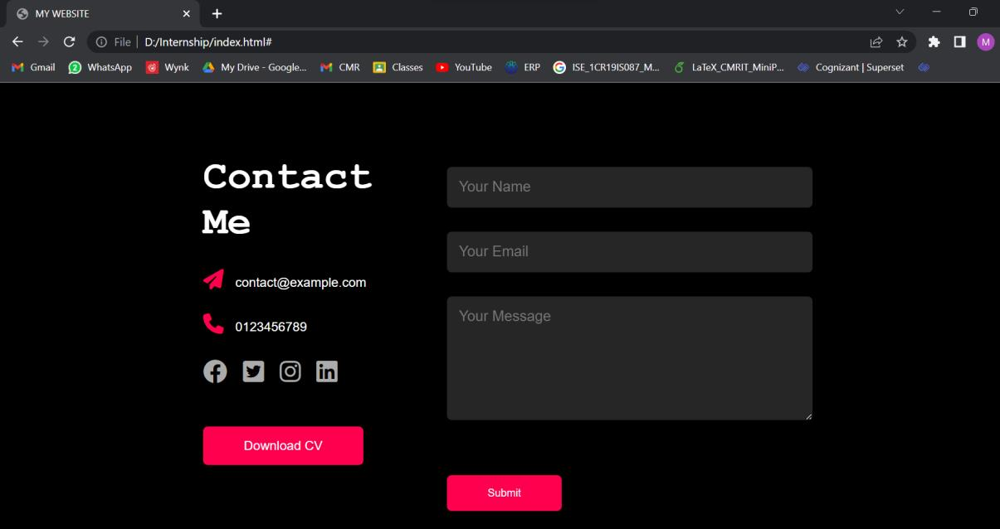 MY WEBSITE
File D:/Internship/index.html#
M
Gmail WhatsApp Wynk My Drive - Google... CMR Classes YouTube ERP ISE_1CR19IS087_M... LaTeX_CMRIT_MiniP... Cognizant | Superset
Contact
Me
contact@example.com
0123456789
Download CV
Your Name
Your Email
Your Message
Submit